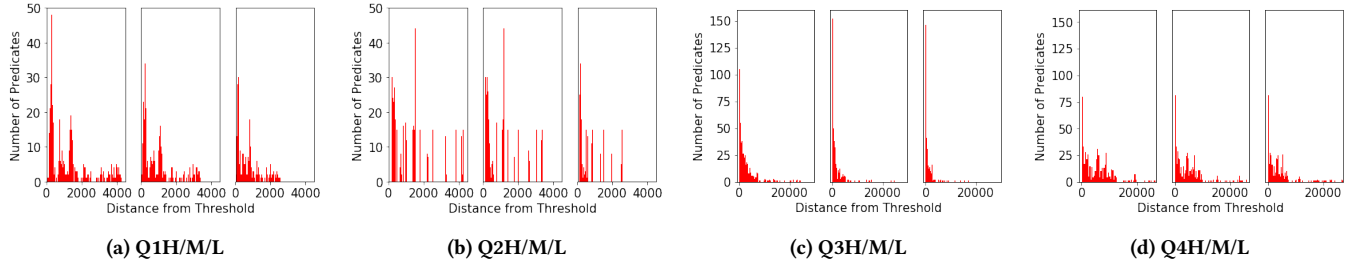 50
40
30
20
10
0
Number of Predicates
0 2000 4000 0 2000 4000 0 2000 4000
Distance from Threshold
(a) Q1H/M/L
50
40
30
20
10
0
Number of Predicates
0 2000 4000 0 2000 4000 0 2000 4000
Distance from Threshold
(b) Q2H/M/L
150
125
100
75
50
25
0
Number of Predicates
0 20000 0 20000 0 20000
Distance from Threshold
(c) Q3H/M/L
150
125
100
75
50
25
0
Number of Predicates
0 20000 0 20000 0 20000
Distance from Threshold
(d) Q4H/M/L